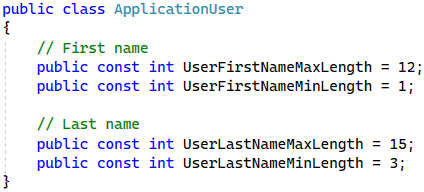 public class ApplicationUser
{
    // First name
    public const int UserFirstNameMaxLength = 12;
    public const int UserFirstNameMinLength = 1;

    // Last name
    public const int UserLastNameMaxLength = 15;
    public const int UserLastNameMinLength = 3;
}